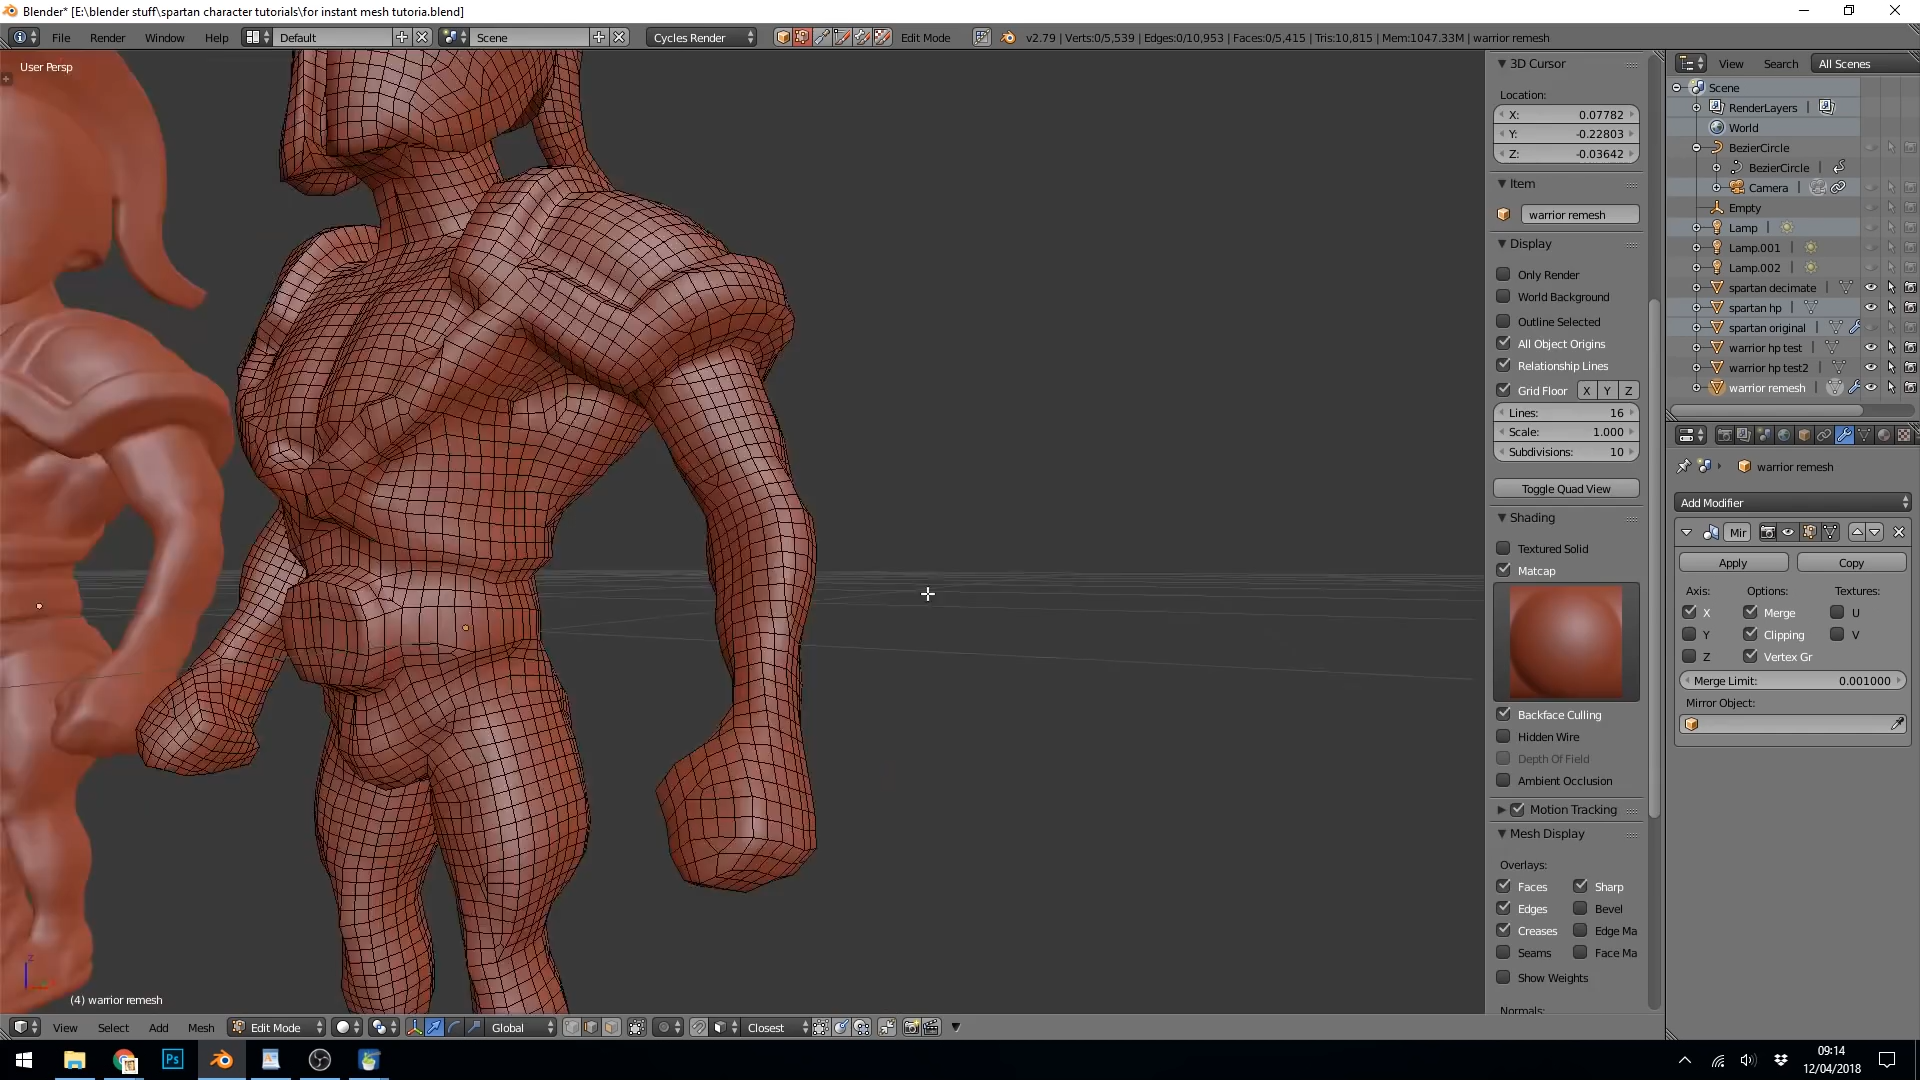 Blender* [E:\blender stuff\spartan character tutorials\for instant mesh tutoria.blend]
File Render Window Help Default Scene Cycles Render Edit Mode v2.79 | Verts:0/5,539 | Edges:0/10,953 | Faces:0/5,415 | Tris:10,815 | Mem:1047.33M | warrior remesh
User Persp
3D Cursor
Location:
X: 0.07782
Y: -0.22803
Z: -0.03642
Item
warrior remesh
Display
Only Render
World Background
Outline Selected
All Object Origins
Relationship Lines
Grid Floor X Y Z
Lines: 16
Scale: 1.000
Subdivisions: 10
Toggle Quad View
Shading
Textured Solid
Matcap
Backface Culling
Hidden Wire
Depth Of Field
Ambient Occlusion
Motion Tracking
Mesh Display
Overlays:
Faces Sharp
Edges Bevel
Creases Edge Ma
Seams Face Ma
Show Weights
Normals:
View Search All Scenes
Scene
RenderLayers
World
BezierCircle
BezierCircle
Camera
Empty
Lamp
Lamp.001
Lamp.002
spartan decimate
spartan hp
spartan original
warrior hp test
warrior hp test2
warrior remesh
warrior remesh
Add Modifier
Mir
Apply Copy
Axis: Options: Textures:
X Merge U
Y Clipping V
Z Vertex Gr
Merge Limit: 0.001000
Mirror Object:
z
(4) warrior remesh
View Select Add Mesh Edit Mode Global Closest
Ps
09:14
12/04/2018